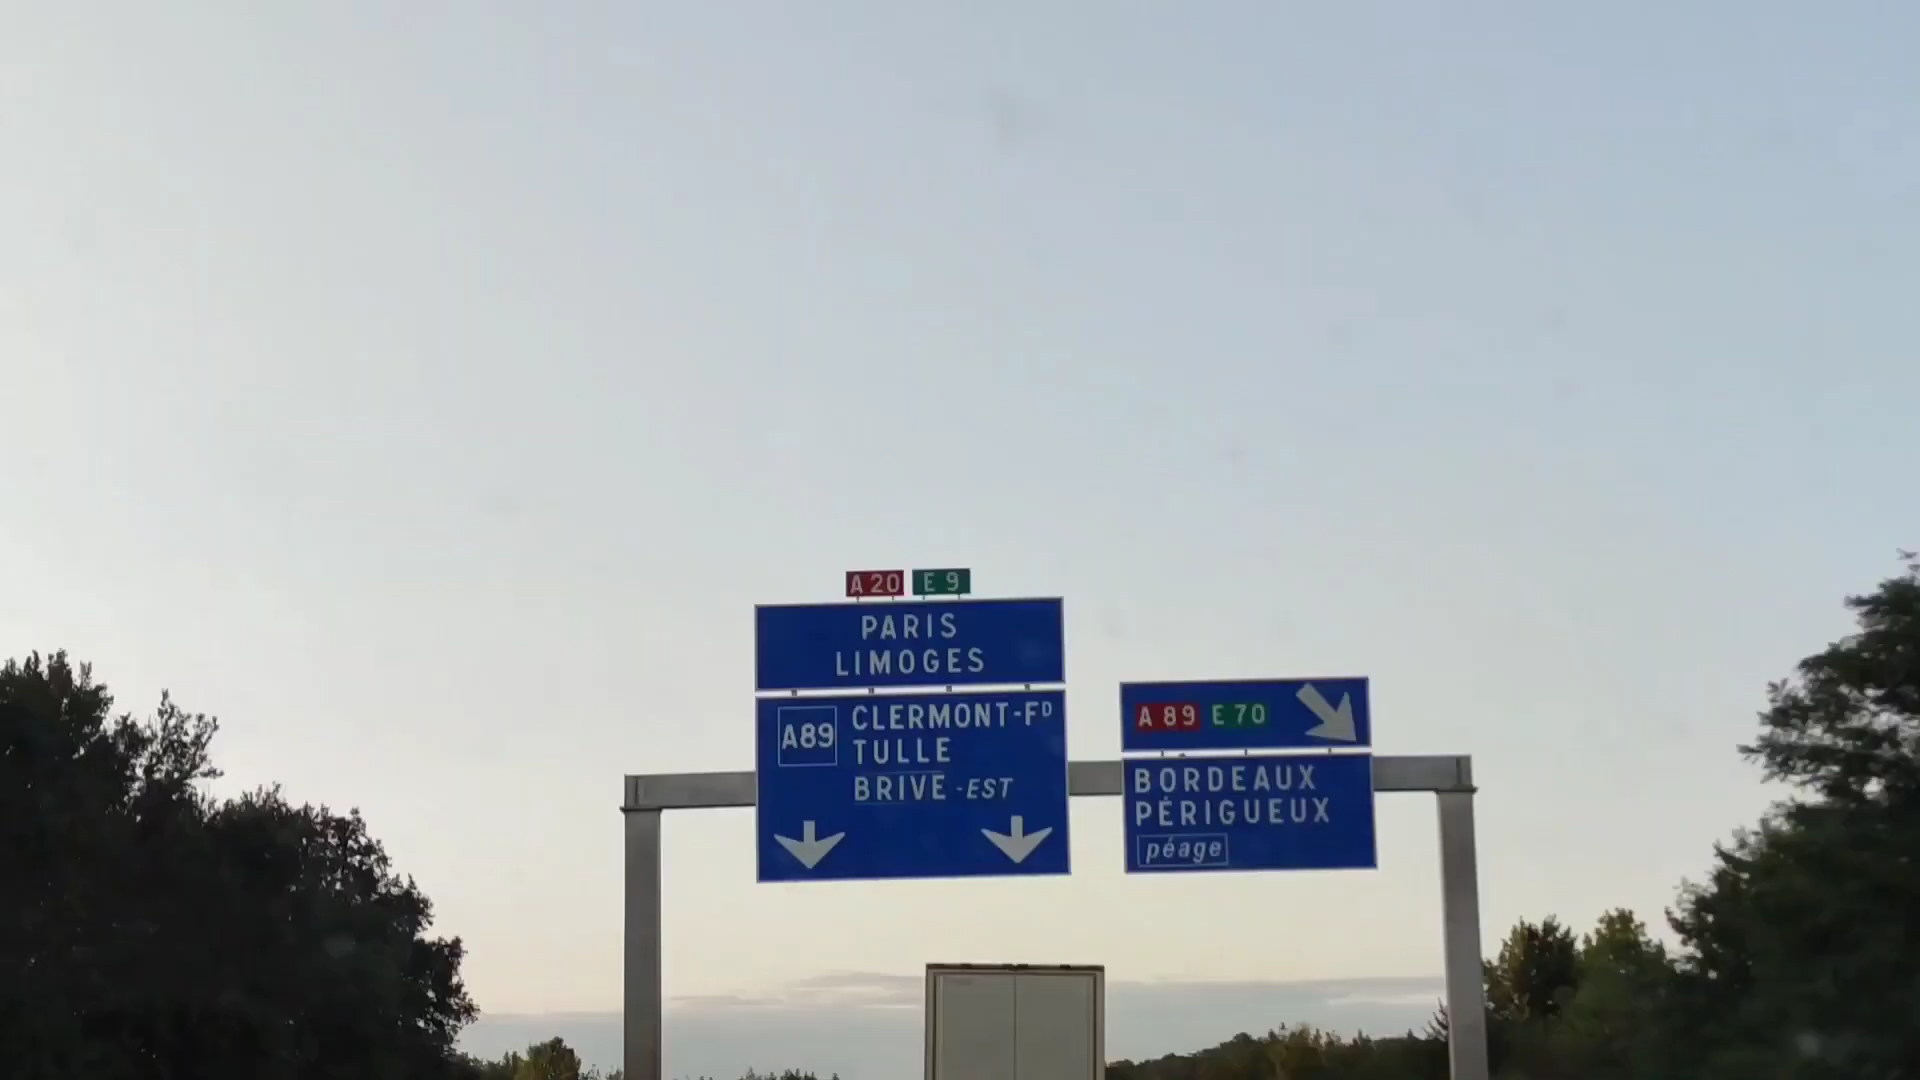 A 20 E 9
PARIS
LIMOGES
A89 CLERMONT-Fᴰ
TULLE
BRIVE -EST
A 89 E 70
BORDEAUX
PÉRIGUEUX
péage